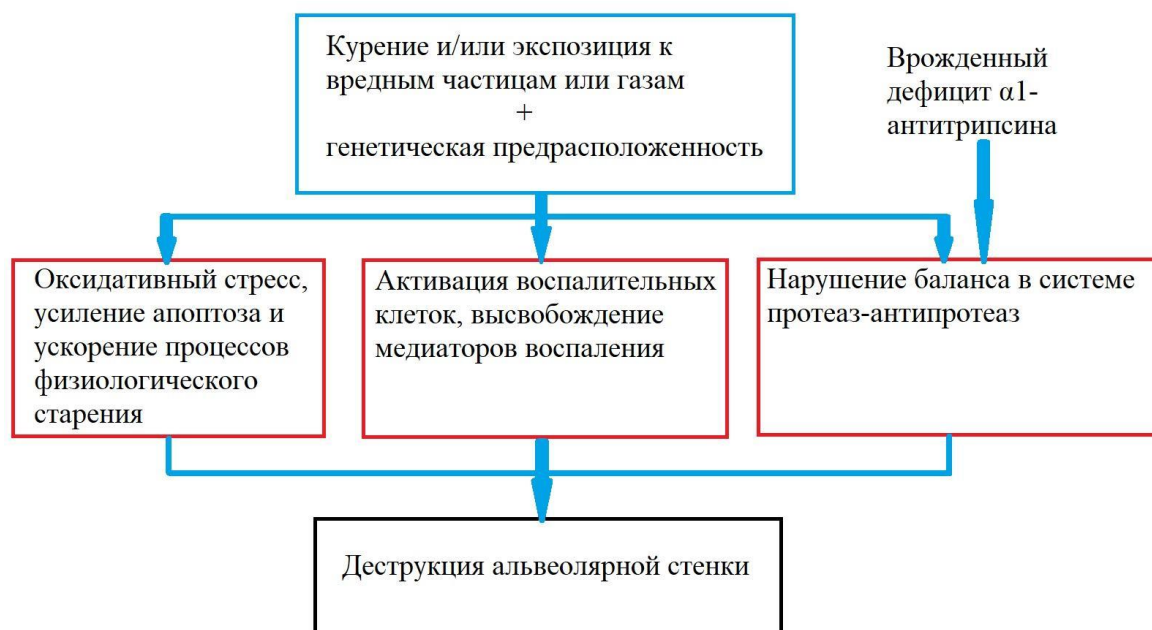 Курение и/или экспозиция к
вредным частицам или газам
+
генетическая предрасположенность
Врожденный
дефицит α1-
антитрипсина
Оксидативный стресс,
усиление апоптоза и
ускорение процессов
физиологического
старения
Активация воспалительных
клеток, высвобождение
медиаторов воспаления
Нарушение баланса в системе
протеаз-антипротеаз
Деструкция альвеолярной стенки